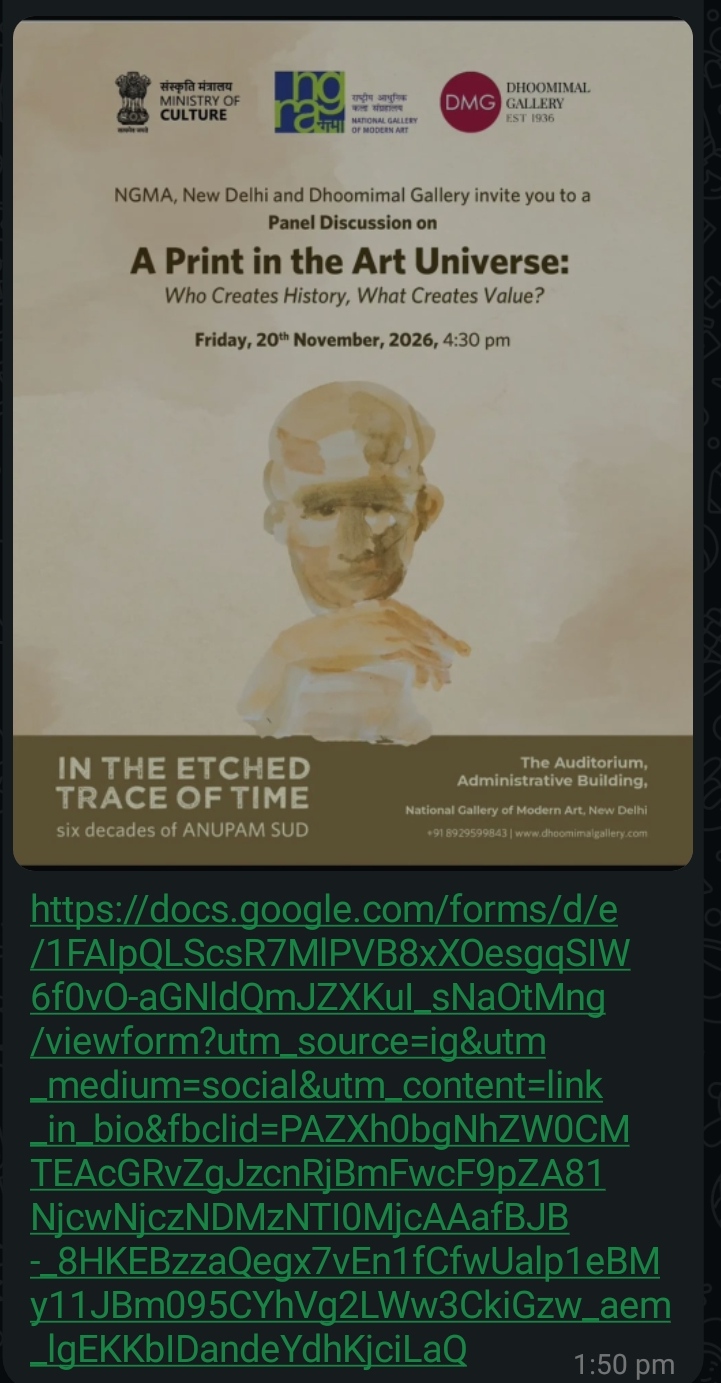 संस्कृति मंत्रालय
MINISTRY OF
CULTURE
राष्ट्रीय आधुनिक
कला संग्रहालय
NATIONAL GALLERY
OF MODERN ART
DMG
DHOOMIMAL
GALLERY
EST 1936
NGMA, New Delhi and Dhoomimal Gallery invite you to a
Panel Discussion on
A Print in the Art Universe:
Who Creates History, What Creates Value?
Friday, 20th November, 2026, 4:30 pm
IN THE ETCHED
TRACE OF TIME
six decades of ANUPAM SUD
The Auditorium,
Administrative Building,
National Gallery of Modern Art, New Delhi
+91 8929599843 | www.dhoomimalgallery.com
https://docs.google.com/forms/d/e
/1FAIpQLScsR7MlPVB8xXOesgqSIW
6f0vO-aGNldQmJZXKuI_sNaOtMng
/viewform?utm_source=ig&utm
_medium=social&utm_content=link
_in_bio&fbclid=PAZXh0bgNhZW0CM
TEAcGRvZgJzcnRjBmFwcF9pZA81
NjcwNjczNDMzNTI0MjcAAafBJB
-_8HKEBzzaQegx7vEn1fCfwUalp1eBM
y11JBm095CYhVg2LWw3CkiGzw_aem
_lgEKKbIDandeYdhKjciLaQ
1:50 pm